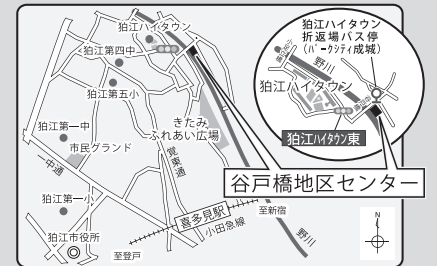 狛江ハイタウン
狛江第四中
狛江第五小
狛江第一中
市民グランド
一中通
狛江第一小
狛江市役所
至登戸
きたみ
ふれあい広場
覚東通
喜多見駅
小田急線
至新宿
野川
谷戸橋地区センター
狛江ハイタウン
折返場バス停
(パークシティ成城)
野川
狛江ハイタウン
狛江ハイタウン東
N